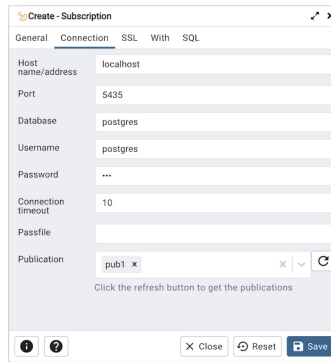 Create - Subscription
General Connection SSL With SQL
Host
name/address
localhost
Port
5435
Database
postgres
Username
postgres
Password
•••
Connection
timeout
10
Passfile
Publication
pub1 ×
Click the refresh button to get the publications
Close Reset Save